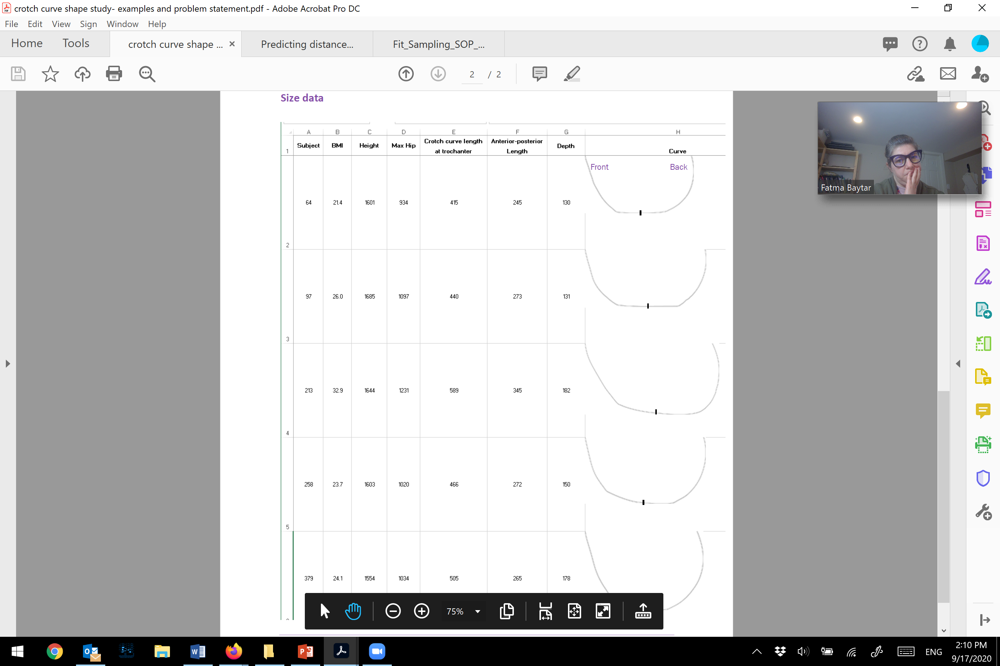 crotch curve shape study- examples and problem statement.pdf - Adobe Acrobat Pro DC
File Edit View Sign Window Help
Home Tools crotch curve shape ... × Predicting distance... Fit_Sampling_SOP_...
2 / 2
Size data
A B C D E F G H
1 Subject BMI Height Max Hip Crotch curve length at trochanter Anterior-posterior Length Depth Curve
Front Back
Fatma Baytar
64 21.4 1601 934 415 245 130
2
97 26.0 1685 1097 440 273 131
3
213 32.9 1644 1231 589 345 182
4
258 23.7 1603 1020 466 272 150
5
379 24.1 1554 1034 505 265 178
75%
ENG
2:10 PM
9/17/2020